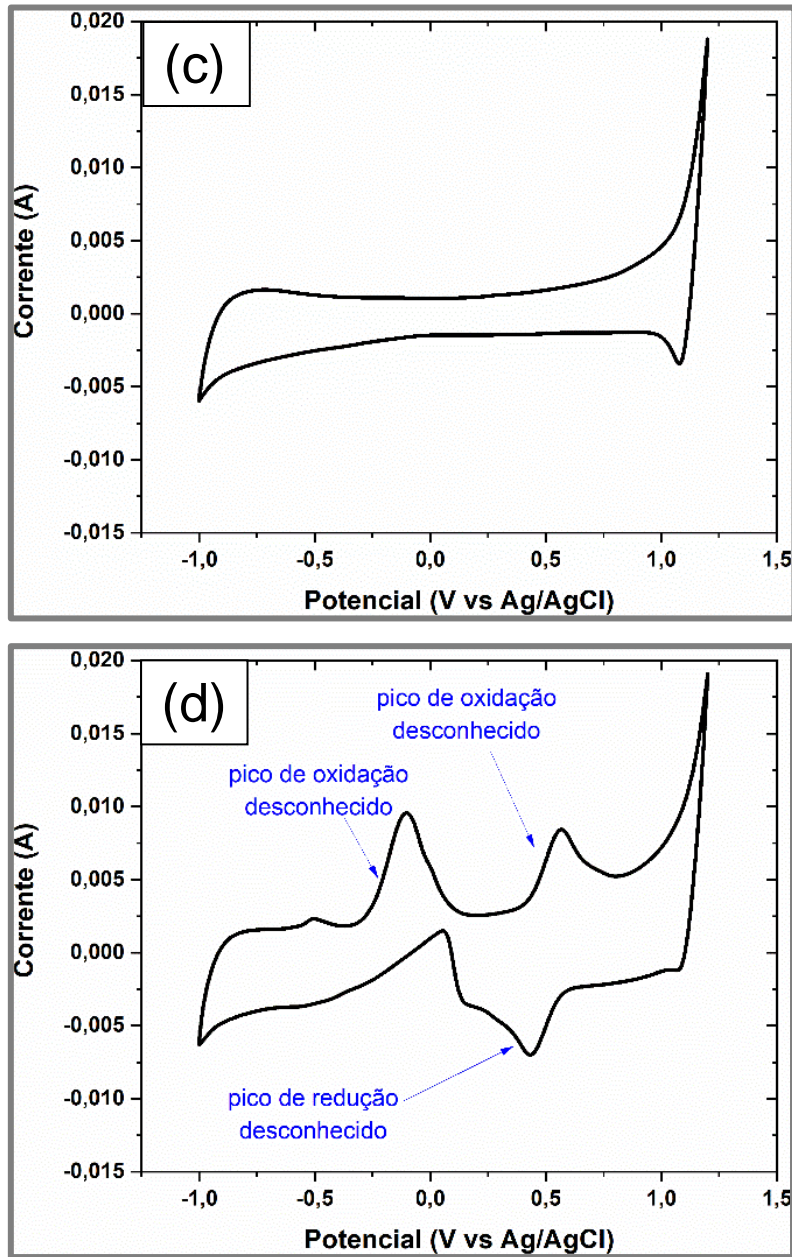 (c)
0,020
0,015
0,010
0,005
0,000
-0,005
-0,010
-0,015
Corrente (A)
-1,0 -0,5 0,0 0,5 1,0 1,5
Potencial (V vs Ag/AgCl)
(d)
0,020
0,015
0,010
0,005
0,000
-0,005
-0,010
-0,015
Corrente (A)
pico de oxidação
desconhecido
pico de oxidação
desconhecido
pico de redução
desconhecido
-1,0 -0,5 0,0 0,5 1,0 1,5
Potencial (V vs Ag/AgCl)